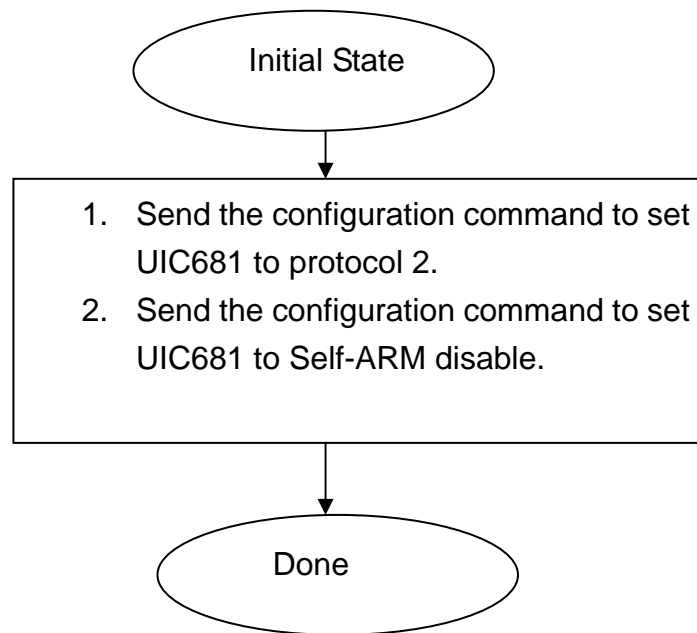 Initial State
1. Send the configuration command to set
UIC681 to protocol 2.
2. Send the configuration command to set
UIC681 to Self-ARM disable.
Done